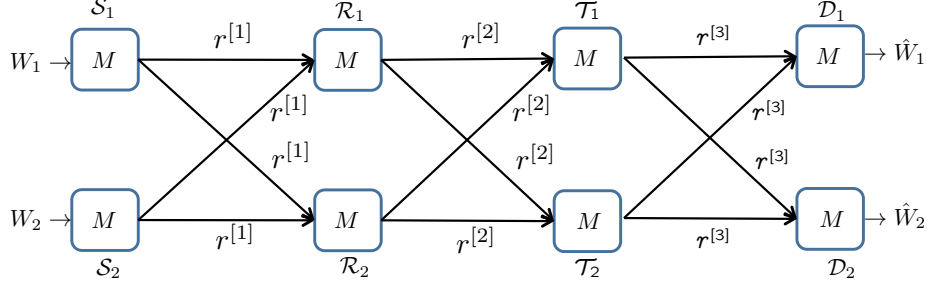 𝒮₁ ℛ₁ 𝒯₁ 𝒟₁
W₁ M r^[1] M r^[2] M r^[3] M Ŵ₁
r^[1] r^[2] r^[3]
r^[1] r^[2] r^[3]
W₂ M r^[1] M r^[2] M r^[3] M Ŵ₂
𝒮₂ ℛ₂ 𝒯₂ 𝒟₂